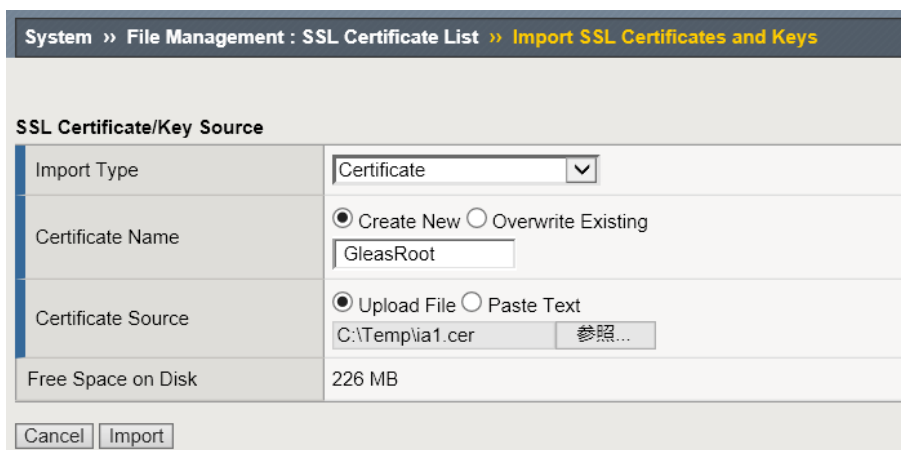 System ›› File Management : SSL Certificate List ›› Import SSL Certificates and Keys
SSL Certificate/Key Source
Import Type
Certificate
Certificate Name
Create New Overwrite Existing
GleasRoot
Certificate Source
Upload File Paste Text
C:\Temp\ia1.cer 参照...
Free Space on Disk
226 MB
Cancel Import